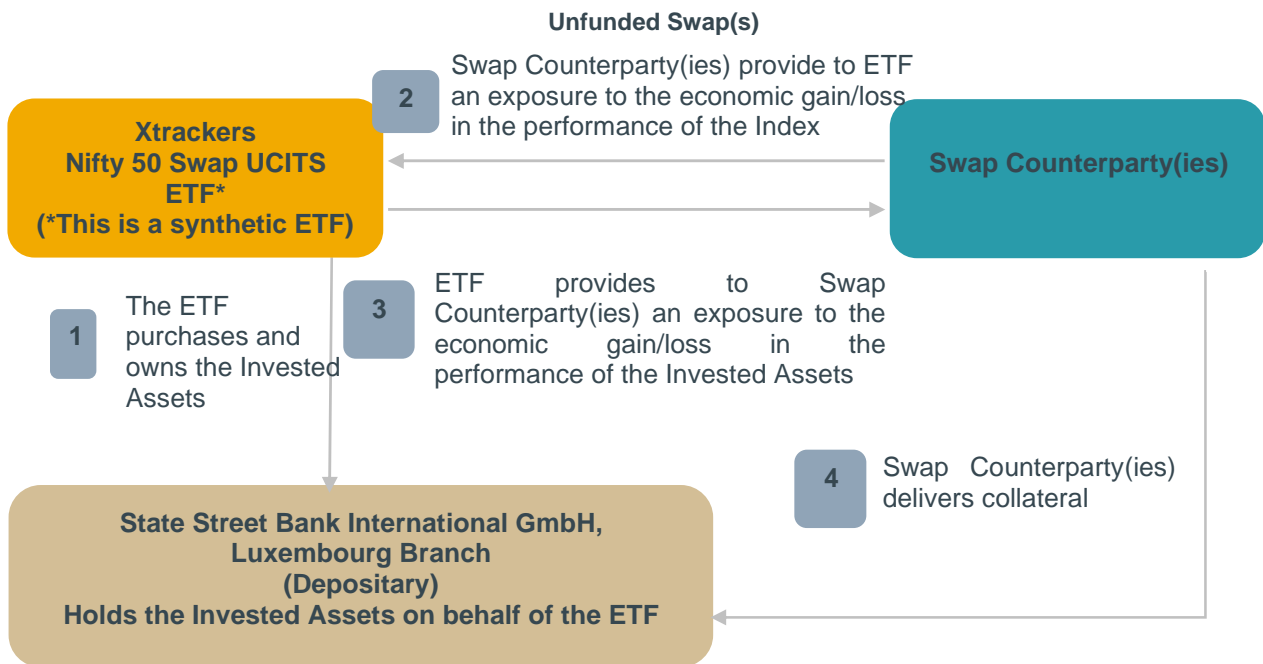 Unfunded Swap(s)
2
Swap Counterparty(ies) provide to ETF
an exposure to the economic gain/loss
in the performance of the Index
Xtrackers
Nifty 50 Swap UCITS
ETF*
(*This is a synthetic ETF)
Swap Counterparty(ies)
1
The ETF
purchases and
owns the Invested
Assets
3
ETF provides to Swap
Counterparty(ies) an exposure to the
economic gain/loss in the
performance of the Invested Assets
4
Swap Counterparty(ies)
delivers collateral
State Street Bank International GmbH,
Luxembourg Branch
(Depositary)
Holds the Invested Assets on behalf of the ETF